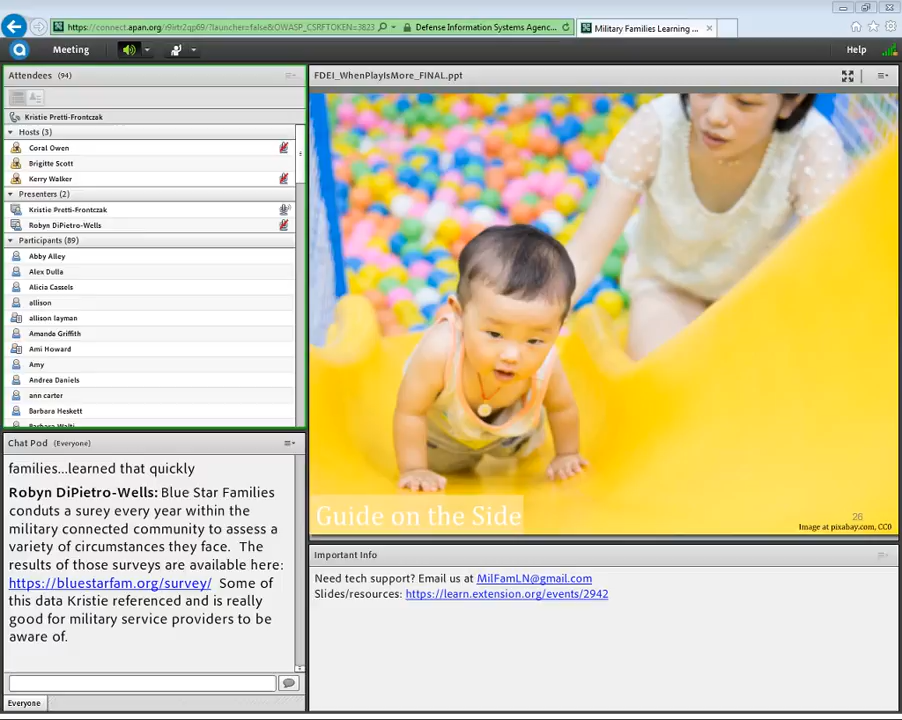 https://connect.apan.org/r9irti2qp69/?launcher=false&OWASP_CSRFTOKEN=3823
Defense Information Systems Agenc...
Military Families Learning ...
Meeting
Help
Attendees (94)
FDEI_WhenPlayIsMore_FINAL.ppt
Kristie Pretti-Frontczak
Hosts (3)
Coral Owen
Brigitte Scott
Kerry Walker
Presenters (2)
Kristie Pretti-Frontczak
Robyn DiPietro-Wells
Participants (89)
Abby Alley
Alex Dulla
Alicia Cassels
allison
allison layman
Amanda Griffith
Ami Howard
Amy
Andrea Daniels
ann carter
Barbara Heskett
Guide on the Side
26
Image at pixabay.com, CC0
Chat Pod (Everyone)
families...learned that quickly
Robyn DiPietro-Wells: Blue Star Families
conduts a surey every year within the
military connected community to assess a
variety of circumstances they face. The
results of those surveys are available here:
https://bluestarfam.org/survey/ Some of
this data Kristie referenced and is really
good for military service providers to be
aware of.
Everyone
Important Info
Need tech support? Email us at MilFamLN@gmail.com
Slides/resources: https://learn.extension.org/events/2942